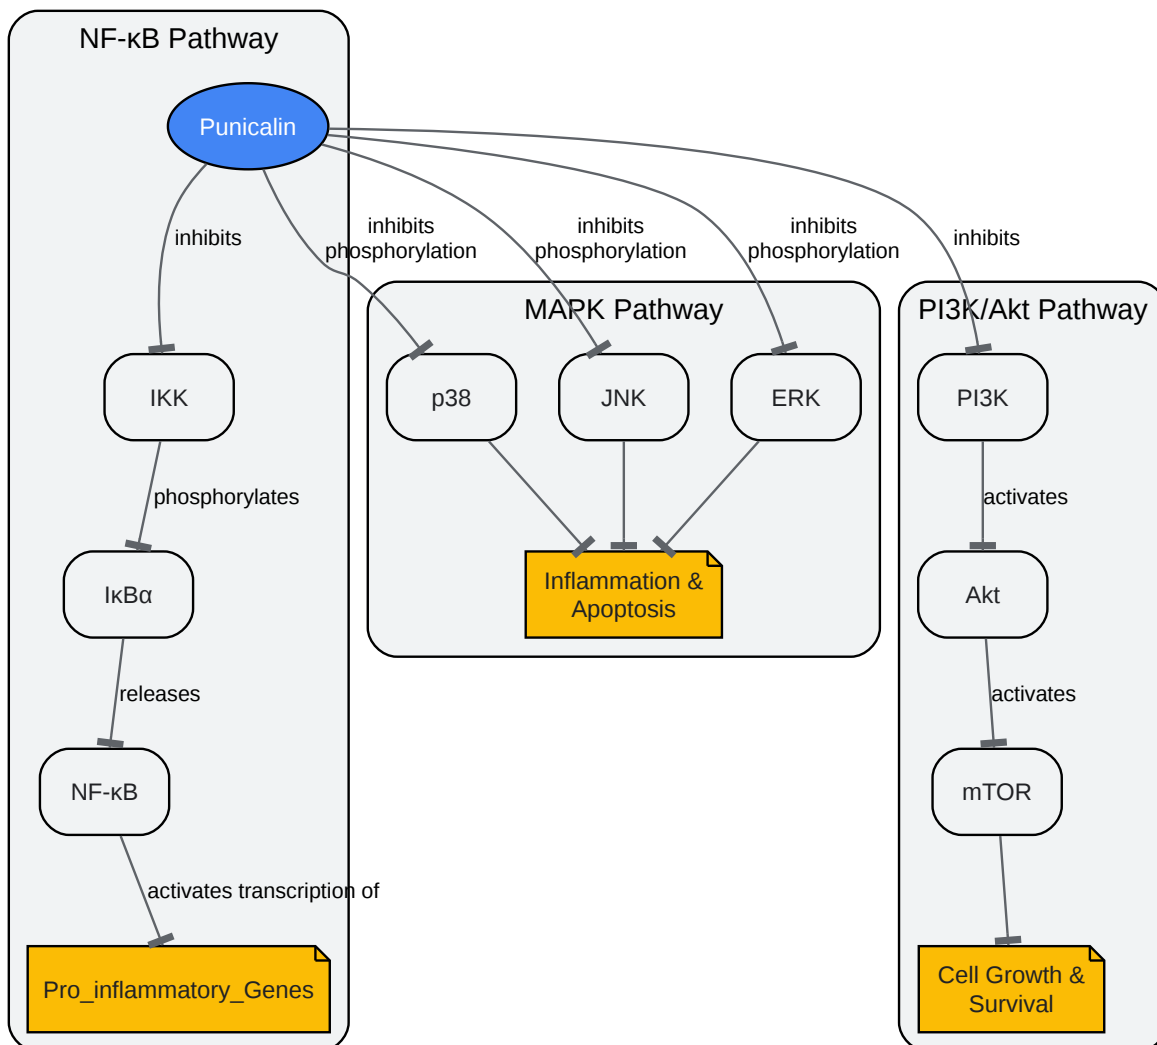 NF-κB Pathway
Punicalin
inhibits
inhibits
phosphorylation
inhibits
phosphorylation
inhibits
phosphorylation
inhibits
MAPK Pathway
PI3K/Akt Pathway
IKK
p38
JNK
ERK
PI3K
phosphorylates
activates
IκBα
Inflammation &
Apoptosis
Akt
releases
activates
NF-κB
mTOR
activates transcription of
Pro_inflammatory_Genes
Cell Growth &
Survival